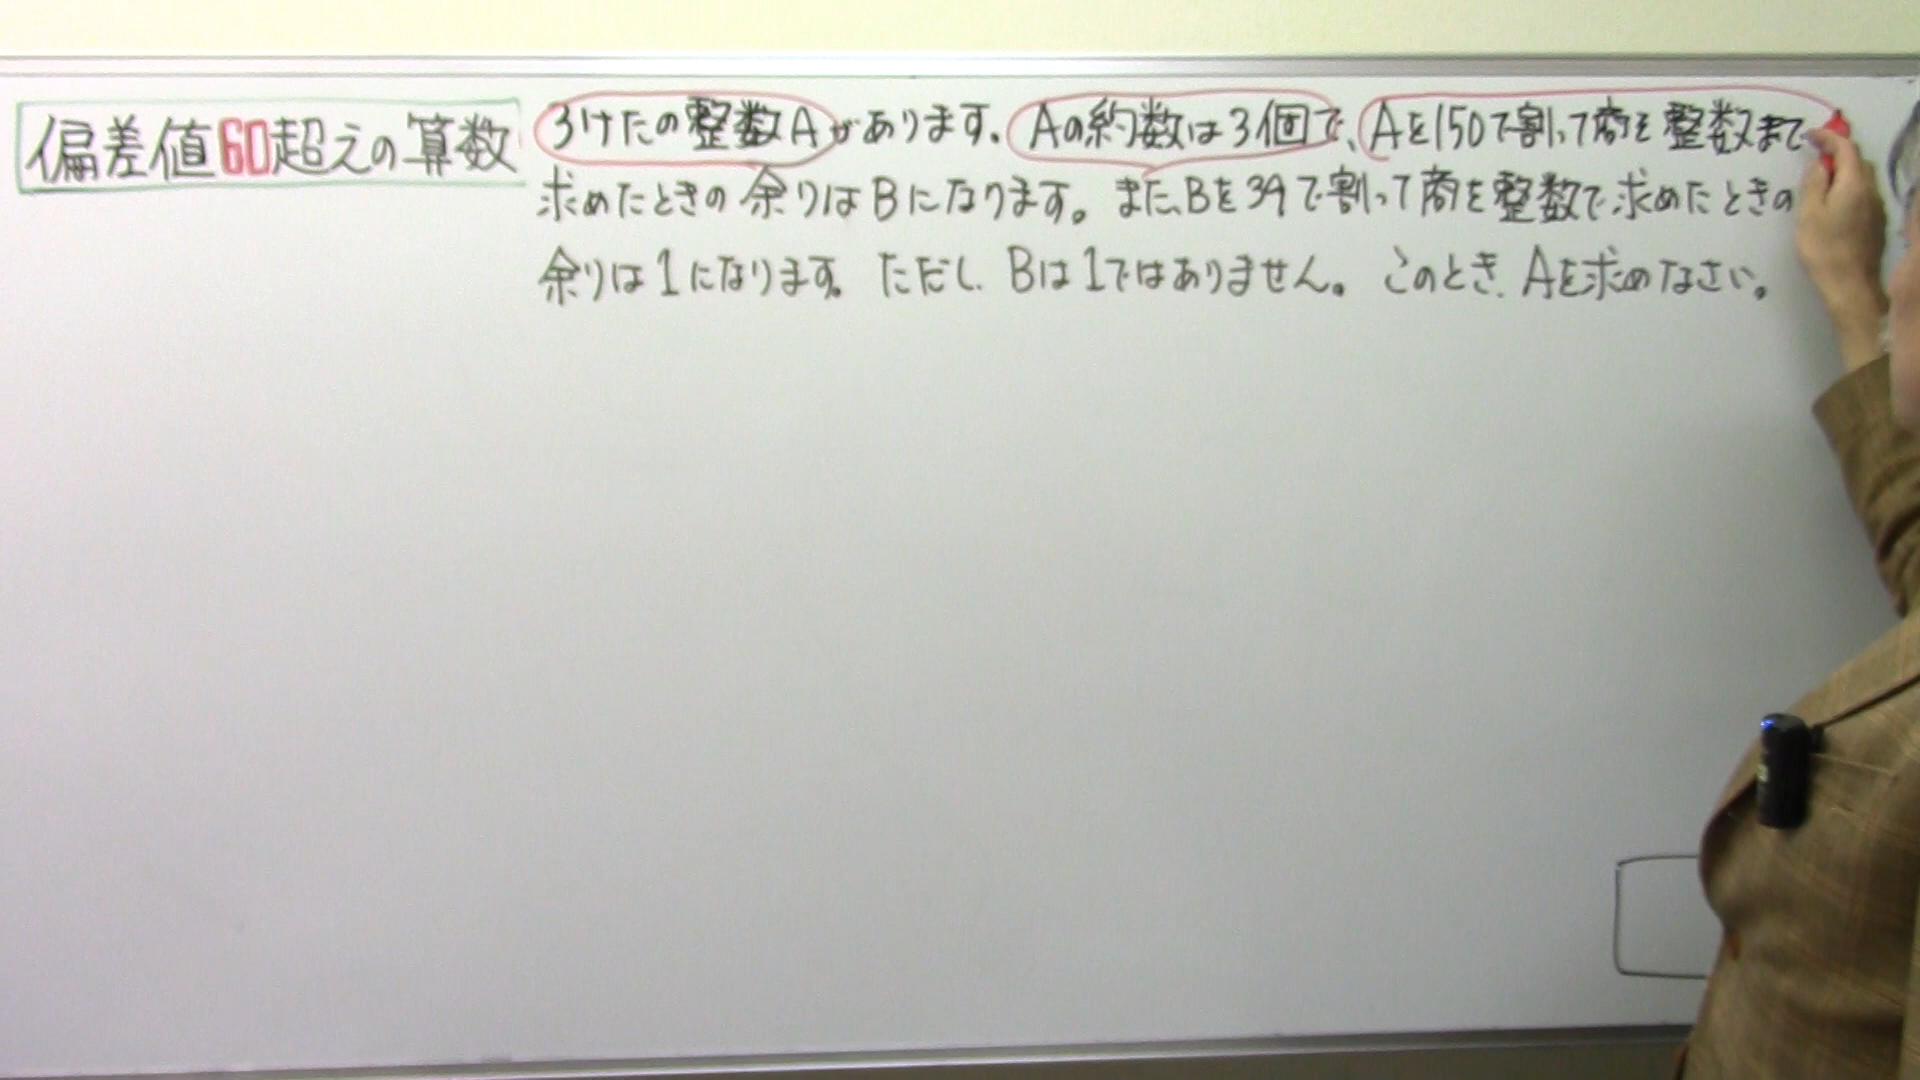 偏差値60超えの算数
3けたの整数Aがあります。Aの約数は3個で、Aを150で割って商を整数まで
求めたときの余りはBになります。また、Bを39で割って商を整数で求めたときの
余りは1になります。ただし、Bは1ではありません。このとき、Aを求めなさい。